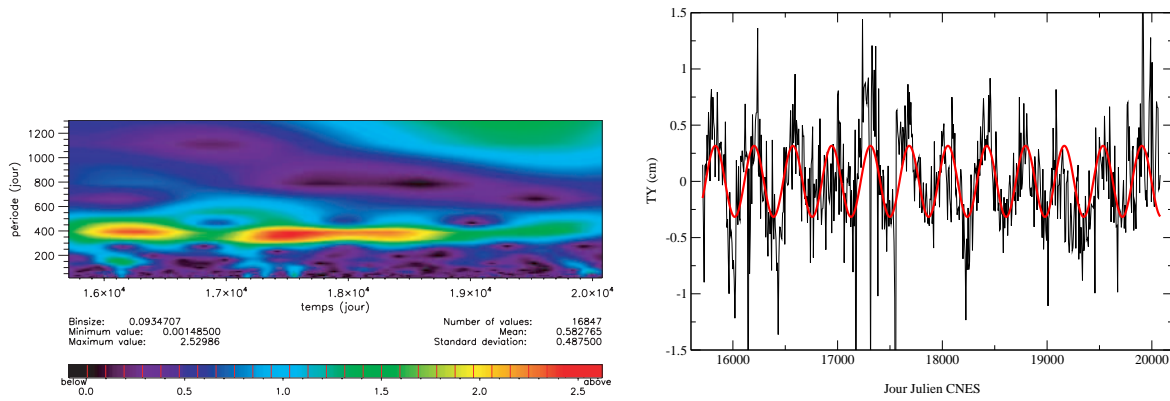 1200
1000
800
600
400
200
période (jour)
1.6×10⁴ 1.7×10⁴ 1.8×10⁴ 1.9×10⁴ 2.0×10⁴
temps (jour)
Binsize: 0.0934707
Minimum value: 0.00148500
Maximum value: 2.52986
Number of values: 16847
Mean: 0.582765
Standard deviation: 0.487500
below above
0.0 0.5 1.0 1.5 2.0 2.5
1.5
1
0.5
0
-0.5
-1
-1.5
TY (cm)
16000 17000 18000 19000 20000
Jour Julien CNES